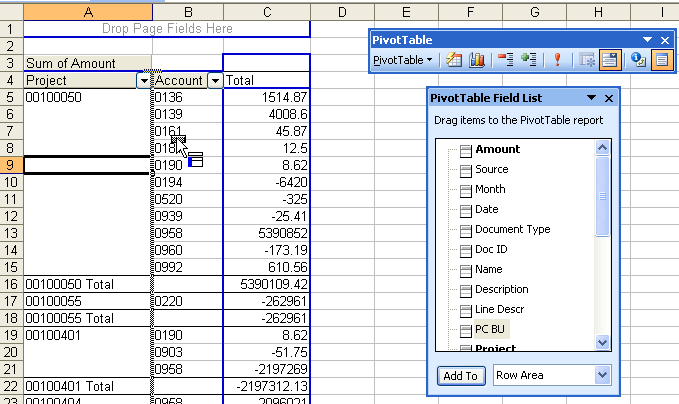 A B C D E F G H I
1 Drop Page Fields Here
2
3 Sum of Amount
4 Project Account Total
5 00100050 0136 1514.87
6 0139 4008.6
7 0161 45.87
8 12.5
9 0190 8.62
10 0194 -6420
11 0520 -325
12 0939 -25.41
13 0958 5390852
14 0960 -173.19
15 0992 610.56
16 00100050 Total 5390109.42
17 00100055 0220 -262961
18 00100055 Total -262961
19 00100401 0190 8.62
20 0903 -51.75
21 0958 -2197269
22 00100401 Total -2197312.13
23 00100404 0958 2096021
PivotTable
PivotTable
PivotTable Field List
Drag items to the PivotTable report
Amount
Source
Month
Date
Document Type
Doc ID
Name
Description
Line Descr
PC BU
Project
Add To Row Area